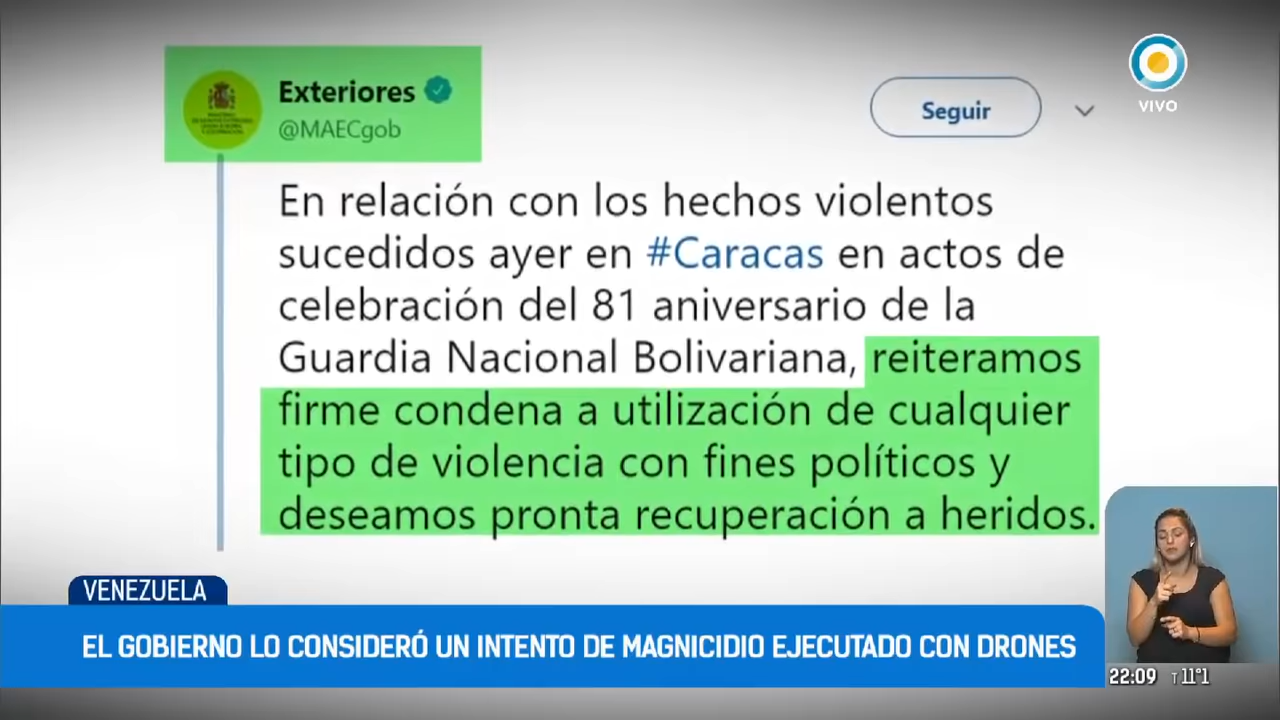 Exteriores
@MAECgob
Seguir
VIVO
En relación con los hechos violentos
sucedidos ayer en #Caracas en actos de
celebración del 81 aniversario de la
Guardia Nacional Bolivariana, reiteramos
firme condena a utilización de cualquier
tipo de violencia con fines políticos y
deseamos pronta recuperación a heridos.
VENEZUELA
EL GOBIERNO LO CONSIDERÓ UN INTENTO DE MAGNICIDIO EJECUTADO CON DRONES
22:09 T 11°1